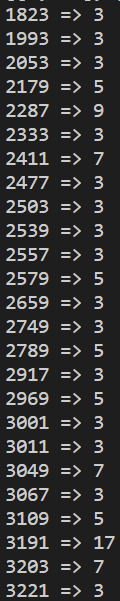 1823 => 3
1993 => 3
2053 => 3
2179 => 5
2287 => 9
2333 => 3
2411 => 7
2477 => 3
2503 => 3
2539 => 3
2557 => 3
2579 => 5
2659 => 3
2749 => 3
2789 => 5
2917 => 3
2969 => 5
3001 => 3
3011 => 3
3049 => 7
3067 => 3
3109 => 5
3191 => 17
3203 => 7
3221 => 3